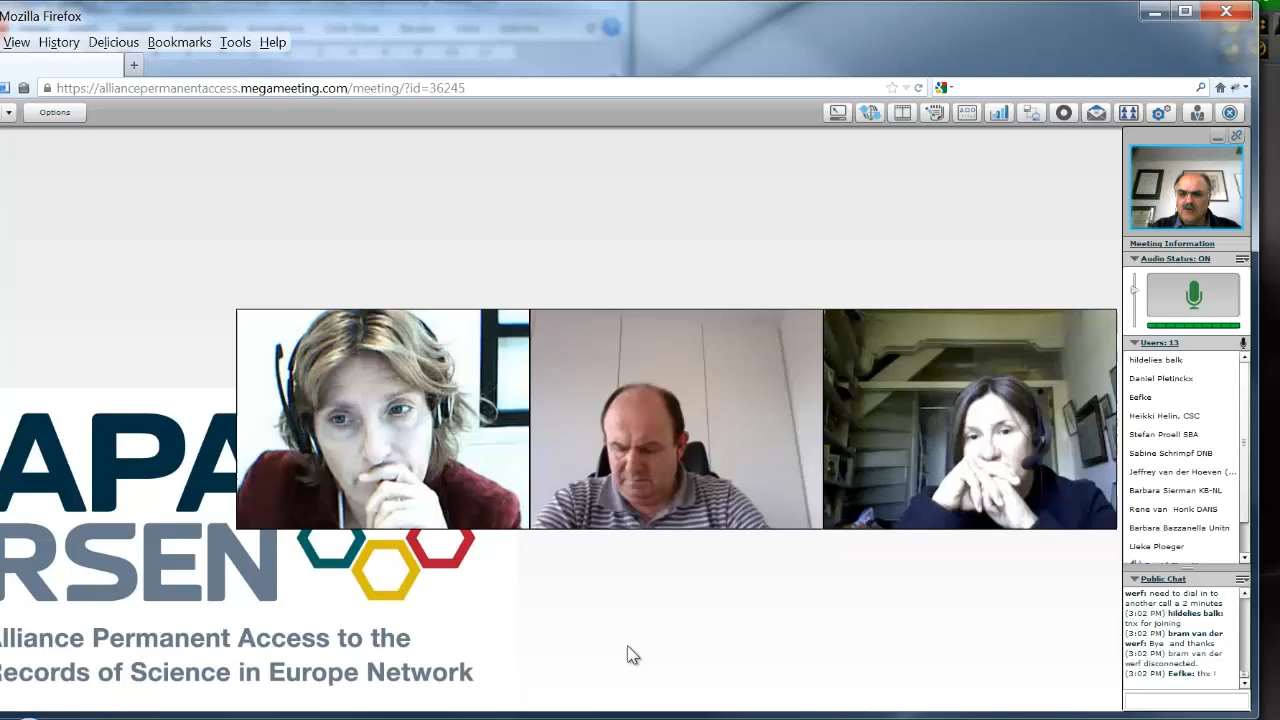 Mozilla Firefox
View History Delicious Bookmarks Tools Help
+
https://alliancepermanentaccess.megameeting.com/meeting/?id=36245
Options
Meeting Information
Audio Status: ON
Users: 13
hildelies balk
Daniel Pletinckx
Eefke
Heikki Helin, CSC
Stefan Proell SBA
Sabine Schrimpf DNB
Jeffrey van der Hoeven (...
Barbara Sierman KB-NL
Rene van Horik DANS
Barbara Bazzanella Unitn
Lieke Ploeger
Public Chat
werf: need to dial in to
another call a 2 minutes
(3:02 PM) hildelies balk:
tnx for joining
(3:02 PM) bram van der
werf: Bye and thanks
(3:02 PM) bram van der
werf disconnected.
(3:02 PM) Eefke: thx !
APA
RSEN
lliance Permanent Access to the
ecords of Science in Europe Network